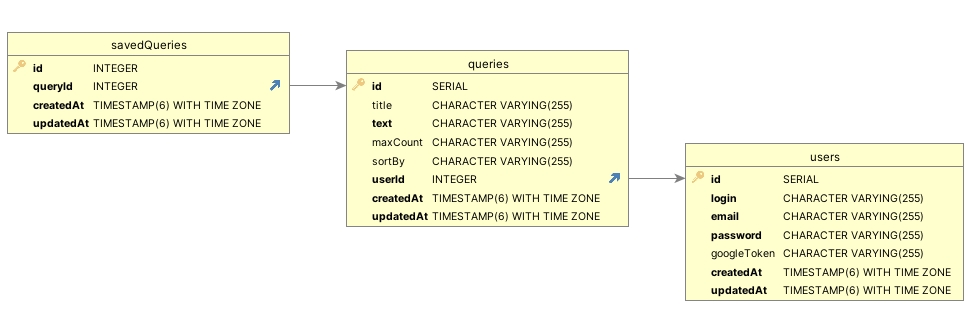 savedQueries
id INTEGER
queryId INTEGER
createdAt TIMESTAMP(6) WITH TIME ZONE
updatedAt TIMESTAMP(6) WITH TIME ZONE
queries
id SERIAL
title CHARACTER VARYING(255)
text CHARACTER VARYING(255)
maxCount CHARACTER VARYING(255)
sortBy CHARACTER VARYING(255)
userId INTEGER
createdAt TIMESTAMP(6) WITH TIME ZONE
updatedAt TIMESTAMP(6) WITH TIME ZONE
users
id SERIAL
login CHARACTER VARYING(255)
email CHARACTER VARYING(255)
password CHARACTER VARYING(255)
googleToken CHARACTER VARYING(255)
createdAt TIMESTAMP(6) WITH TIME ZONE
updatedAt TIMESTAMP(6) WITH TIME ZONE